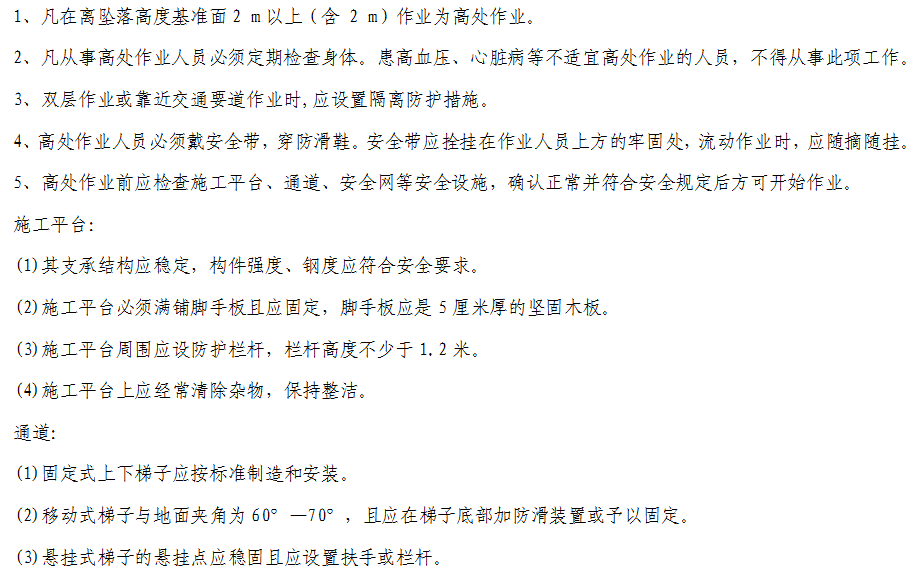 1、凡在离坠落高度基准面 2 m 以上（含 2 m）作业为高处作业。
2、凡从事高处作业人员必须定期检查身体。患高血压、心脏病等不适宜高处作业的人员，不得从事此项工作。
3、双层作业或靠近交通要道作业时,应设置隔离防护措施。
4、高处作业人员必须戴安全带，穿防滑鞋。安全带应拴挂在作业人员上方的牢固处，流动作业时，应随摘随挂。
5、高处作业前应检查施工平台、通道、安全网等安全设施，确认正常并符合安全规定后方可开始作业。
施工平台：
(1)其支承结构应稳定，构件强度、钢度应符合安全要求。
(2)施工平台必须满铺脚手板且应固定，脚手板应是 5 厘米厚的坚固木板。
(3)施工平台周围应设防护栏杆，栏杆高度不少于 1.2 米。
(4)施工平台上应经常清除杂物，保持整洁。
通道：
(1)固定式上下梯子应按标准制造和安装。
(2)移动式梯子与地面夹角为 60° —70° ，且应在梯子底部加防滑装置或予以固定。
(3)悬挂式梯子的悬挂点应稳固且应设置扶手或栏杆。